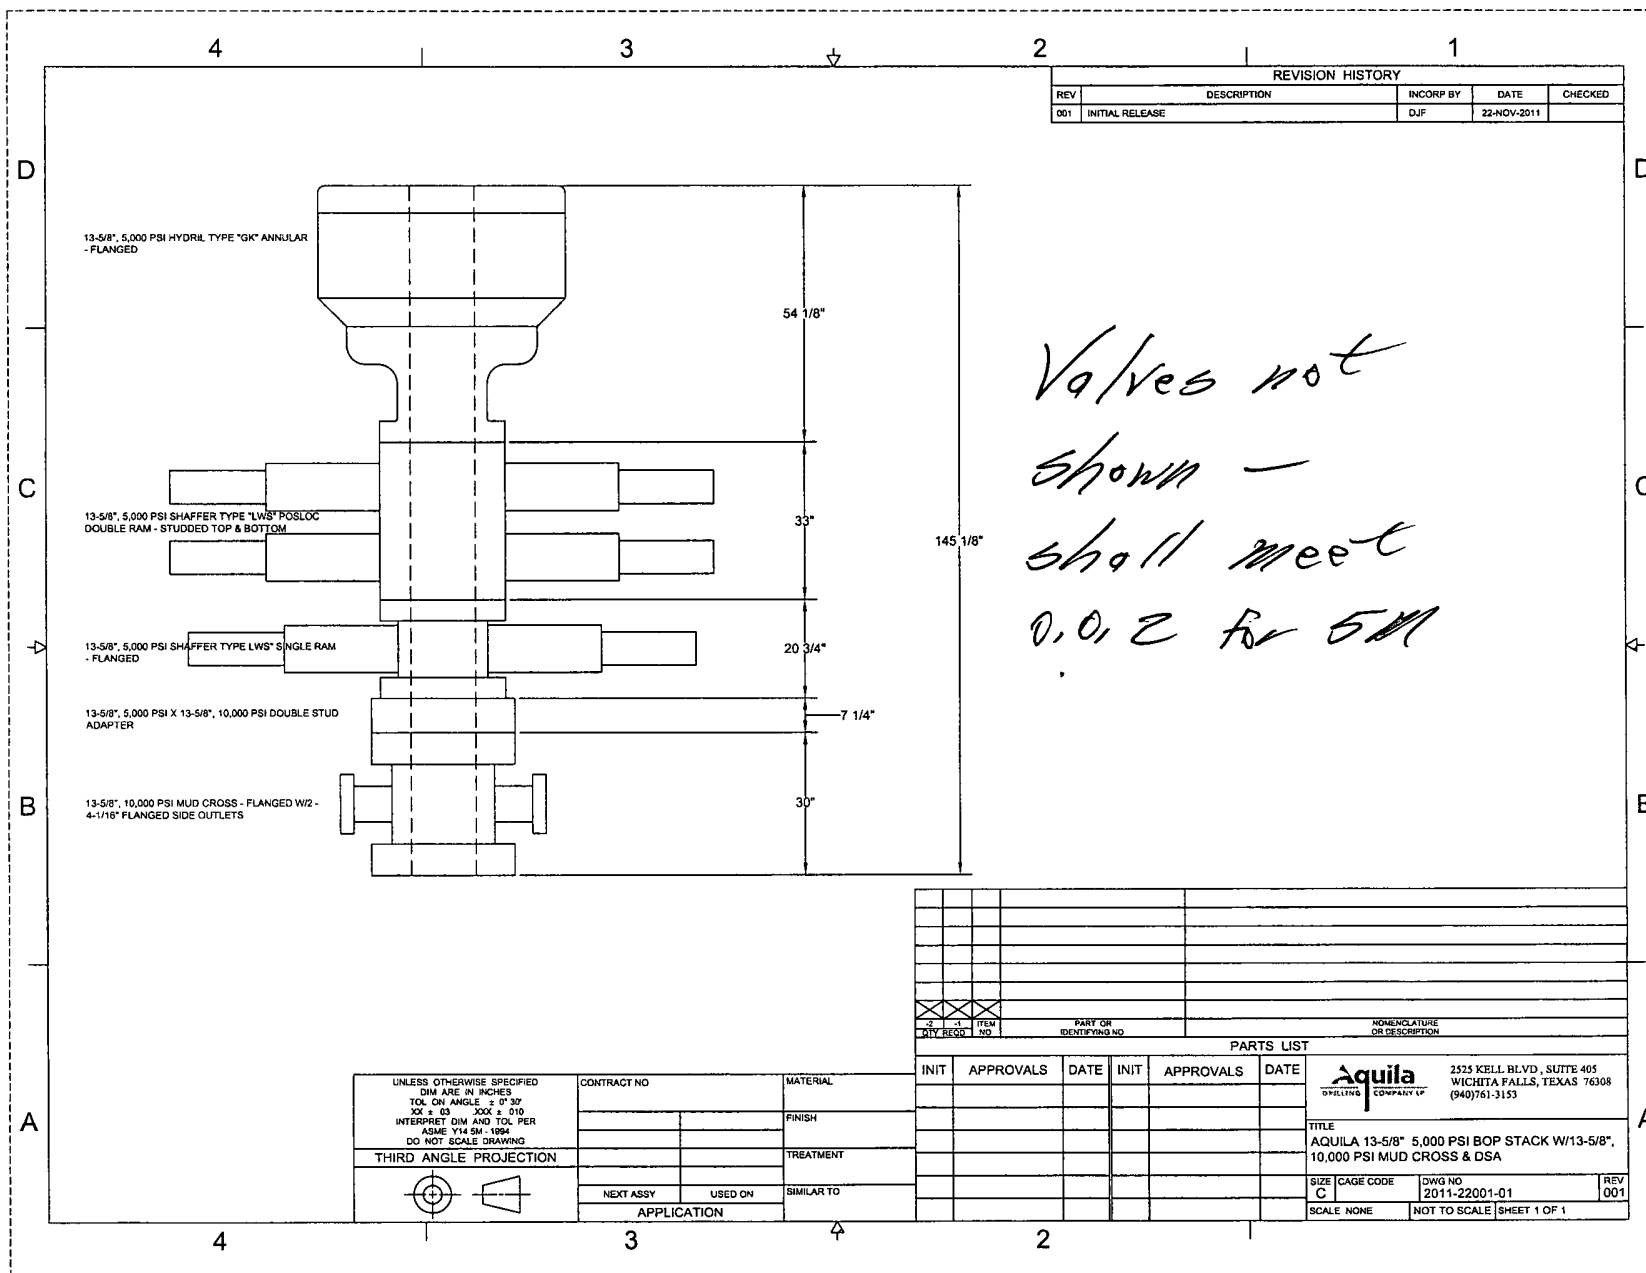 4 3 2 1
REVISION HISTORY
REV DESCRIPTION INCORP BY DATE CHECKED
001 INITIAL RELEASE DJF 22-NOV-2011
D D
13-5/8", 5,000 PSI HYDRIL TYPE "GK" ANNULAR
- FLANGED
54 1/8"
Valves not
shown -
shall meet
O.O. 2 for 5M
C C
13-5/8", 5,000 PSI SHAFFER TYPE "LWS" POSLOC
DOUBLE RAM - STUDDED TOP & BOTTOM
33"
145 1/8"
13-5/8", 5,000 PSI SHAFFER TYPE LWS" SINGLE RAM
- FLANGED
20 3/4"
13-5/8", 5,000 PSI X 13-5/8", 10,000 PSI DOUBLE STUD
ADAPTER
7 1/4"
B B
13-5/8", 10,000 PSI MUD CROSS - FLANGED W/2 -
4-1/16" FLANGED SIDE OUTLETS
30"
-2 -1 ITEM NO PART OR IDENTIFYING NO NOMENCLATURE OR DESCRIPTION
QTY REQD
PARTS LIST
A A
UNLESS OTHERWISE SPECIFIED
DIM ARE IN INCHES
TOL ON ANGLE ± 0° 30'
XX ± 03 .XXX ± 010
INTERPRET DIM AND TOL PER
ASME Y14 5M - 1994
DO NOT SCALE DRAWING
THIRD ANGLE PROJECTION
CONTRACT NO
NEXT ASSY USED ON
APPLICATION
MATERIAL
FINISH
TREATMENT
SIMILAR TO
INIT APPROVALS DATE INIT APPROVALS DATE
Aquila
DRILLING COMPANY LP
2525 KELL BLVD, SUITE 405
WICHITA FALLS, TEXAS 76308
(940)761-3153
TITLE
AQUILA 13-5/8" 5,000 PSI BOP STACK W/13-5/8",
10,000 PSI MUD CROSS & DSA
SIZE CAGE CODE DWG NO REV
C 2011-22001-01 001
SCALE NONE NOT TO SCALE SHEET 1 OF 1
4 3 2